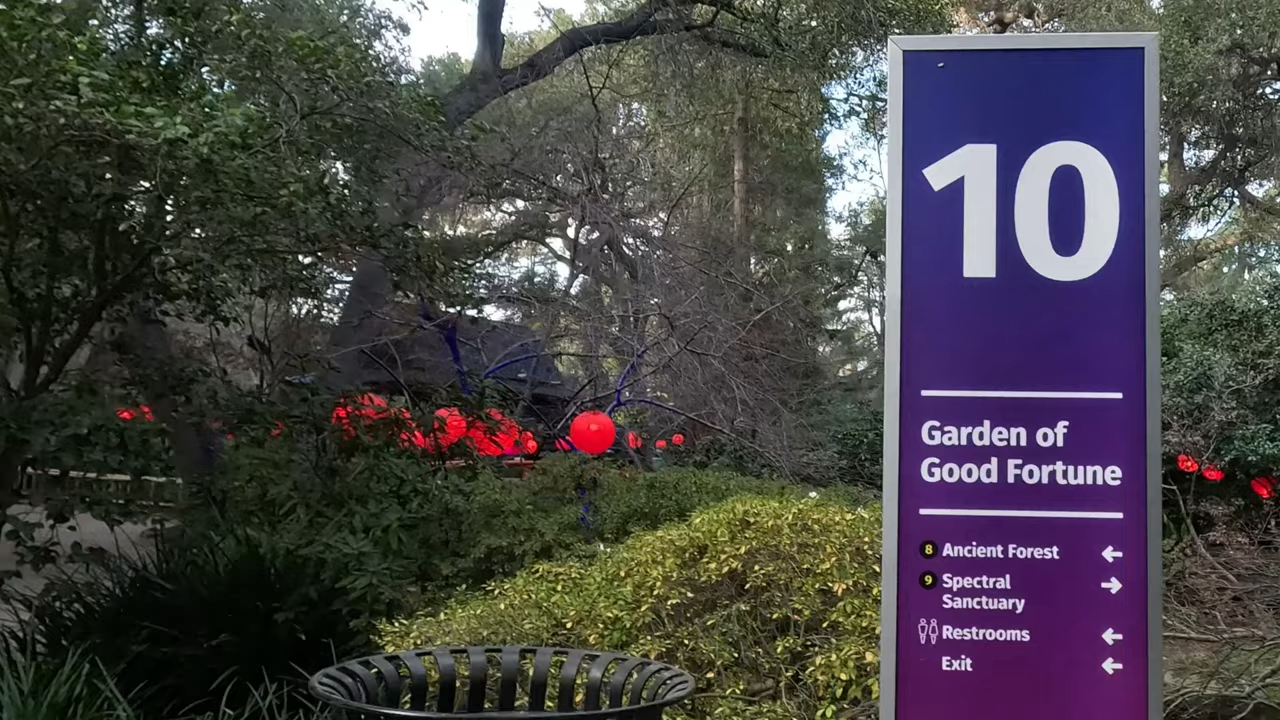 10
Garden of
Good Fortune
8 Ancient Forest
9 Spectral
Sanctuary
Restrooms
Exit